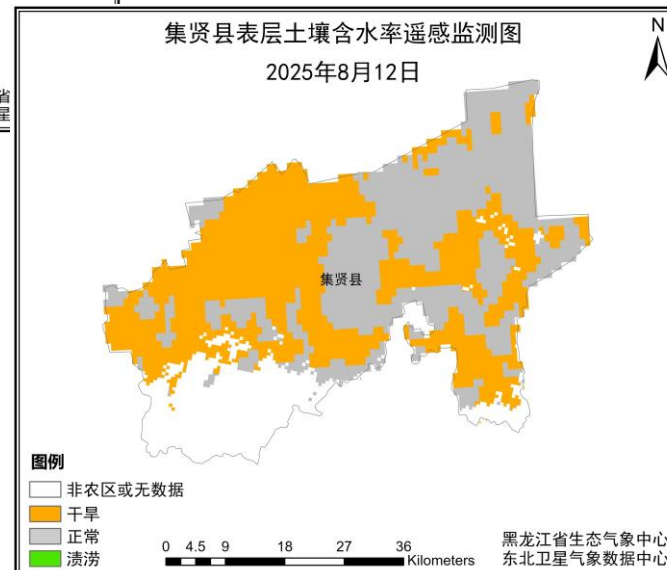 集贤县表层土壤含水率遥感监测图
2025年8月12日
N
省
星
集贤县
图例
非农区或无数据
干旱
正常
渍涝
0 4.5 9 18 27 36
Kilometers
黑龙江省生态气象中心
东北卫星气象数据中心